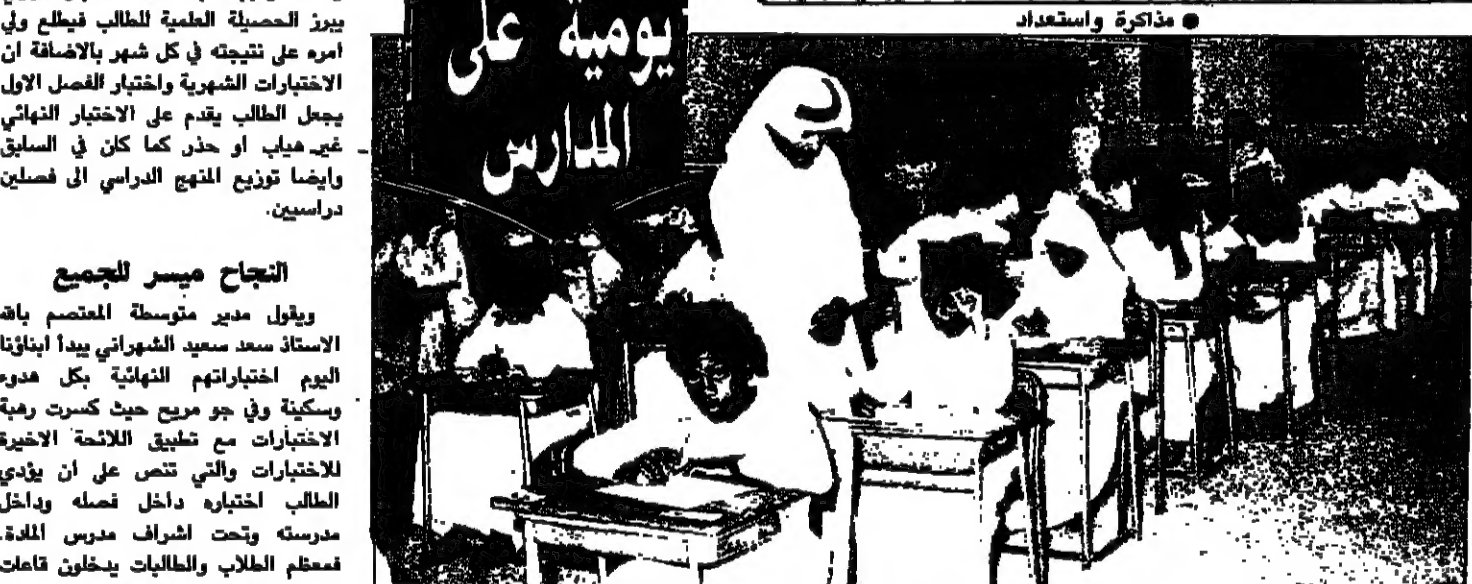 ● مذاكرة واستعداد
يومية على
المدارس
يبرز الحصيلة العلمية للطالب فيطلع ولي
امره على نتيجته في كل شهر بالاضافة ان
الاختبارات الشهرية واختبار الفصل الاول
يجعل الطالب يقدم على الاختبار النهائي
غير هياب او حذر كما كان في السابق
وايضا توزيع المنهج الدراسي الى فصلين
دراسيين.
النجاح ميسر للجميع
ويقول مدير متوسطة المعتصم بالله
الاستاذ سعد سعيد الشهراني يبدأ ابناؤنا
اليوم اختباراتهم النهائية بكل هدوء
وسكينة وفي جو مريح حيث كسرت رهبة
الاختبارات مع تطبيق اللائحة الاخيرة
للاختبارات والتي تنص على أن يؤدي
الطالب اختباره داخل فصله وداخل
مدرسته وتحت اشراف مدرس المادة.
فمعظم الطلاب والطالبات يدخلون قاعات